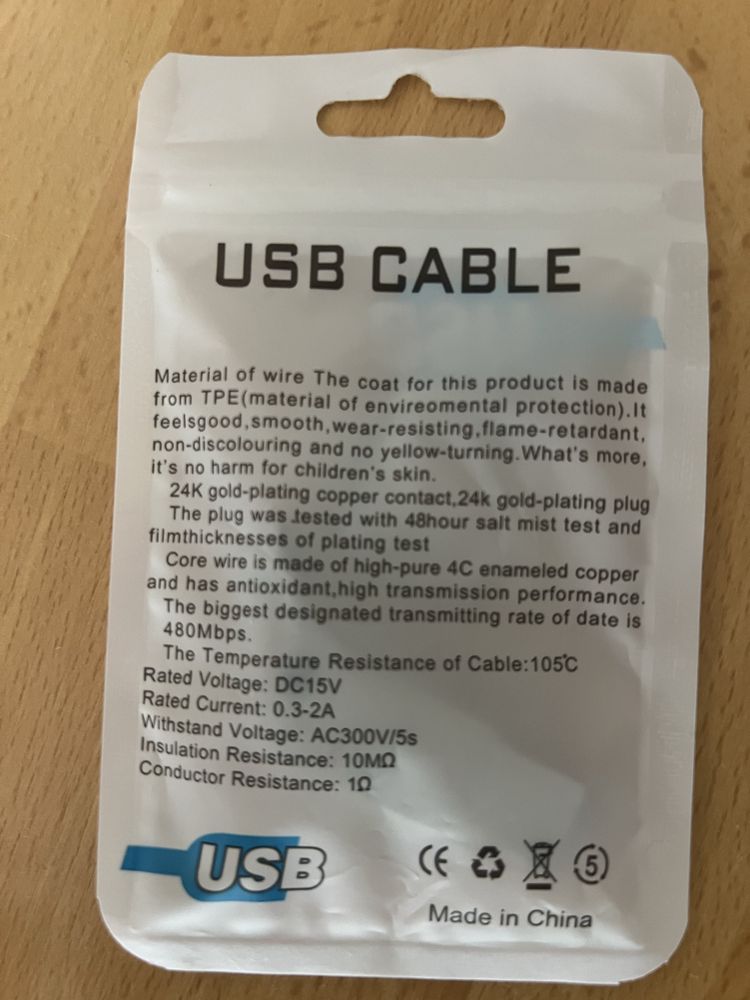 USB CABLE
Material of wire The coat for this product is made
from TPE(material of envireomental protection).It
feelsgood,smooth,wear-resisting,flame-retardant,
non-discolouring and no yellow-turning.What's more,
it's no harm for children's skin.
24K gold-plating copper contact,24k gold-plating plug
The plug was tested with 48hour salt mist test and
filmthicknesses of plating test
Core wire is made of high-pure 4C enameled copper
and has antioxidant,high transmission performance.
The biggest designated transmitting rate of date is
480Mbps.
The Temperature Resistance of Cable:105℃
Rated Voltage: DC15V
Rated Current: 0.3-2A
Withstand Voltage: AC300V/5s
Insulation Resistance: 10MΩ
Conductor Resistance: 1Ω
USB
CE 5
Made in China